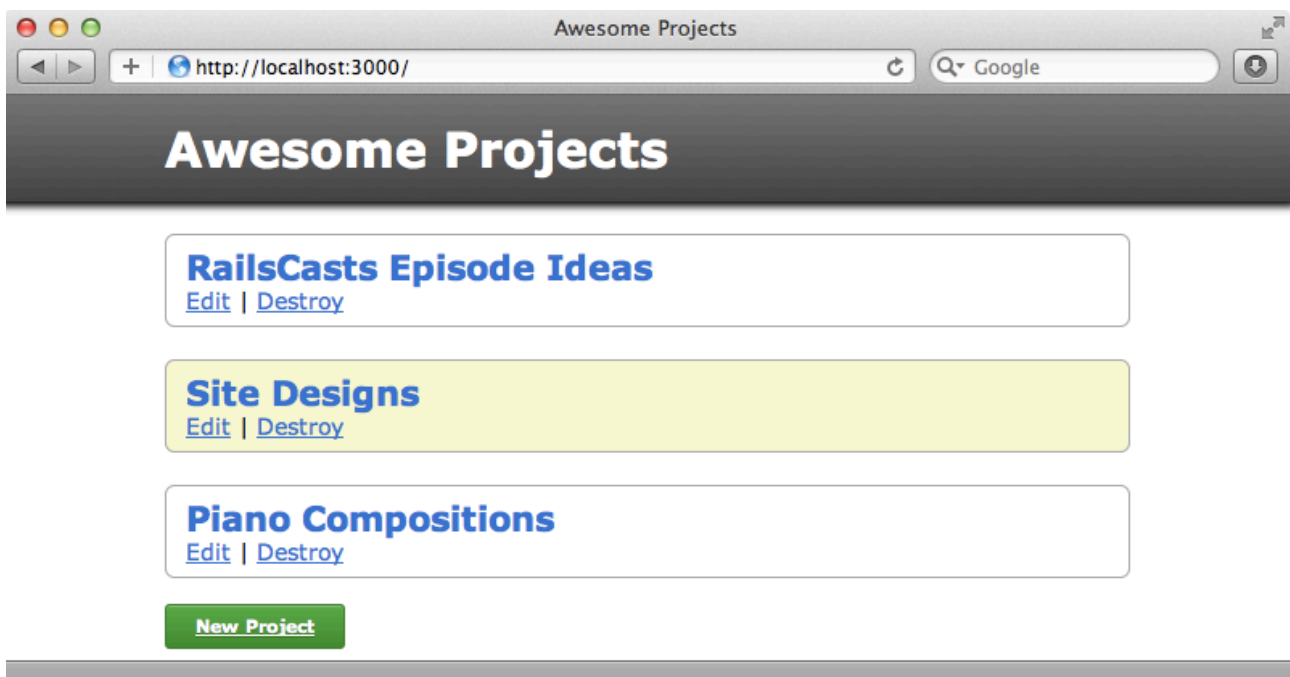 Awesome Projects
http://localhost:3000/
Google
Awesome Projects
RailsCasts Episode Ideas
Edit | Destroy
Site Designs
Edit | Destroy
Piano Compositions
Edit | Destroy
New Project